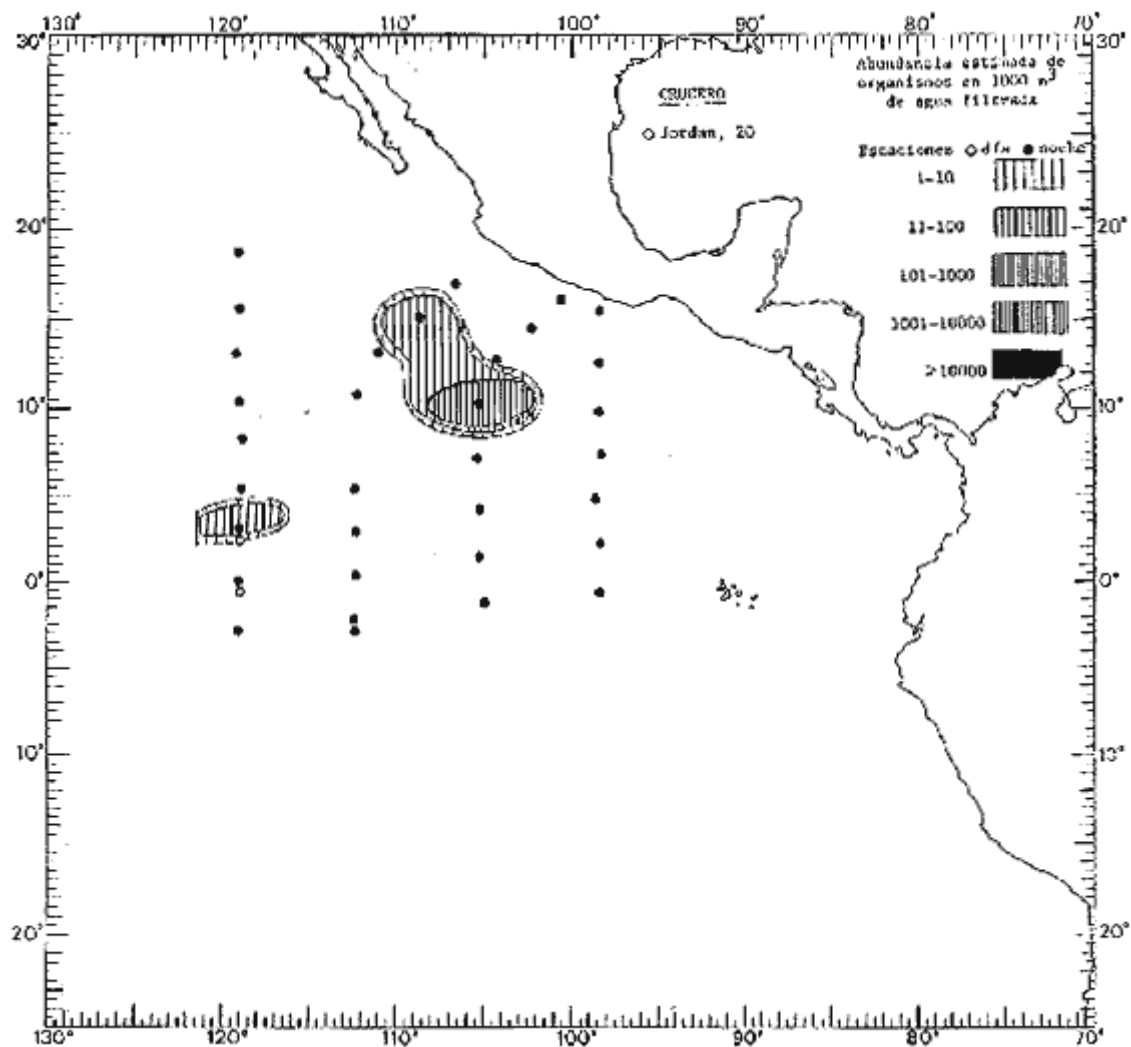 130° 120° 110° 100° 90° 80° 70°
30° 30°
Abundancia estimada de
organismos en 1000 m³
de agua filtrada
CRUCERO
○ Jordan, 20
Estaciones ○ día ● noche
1-10
11-100
101-1000
1001-10000
>10000
20° 20°
10° 10°
0° 0°
10° 10°
20° 20°
130° 120° 110° 100° 90° 80° 70°